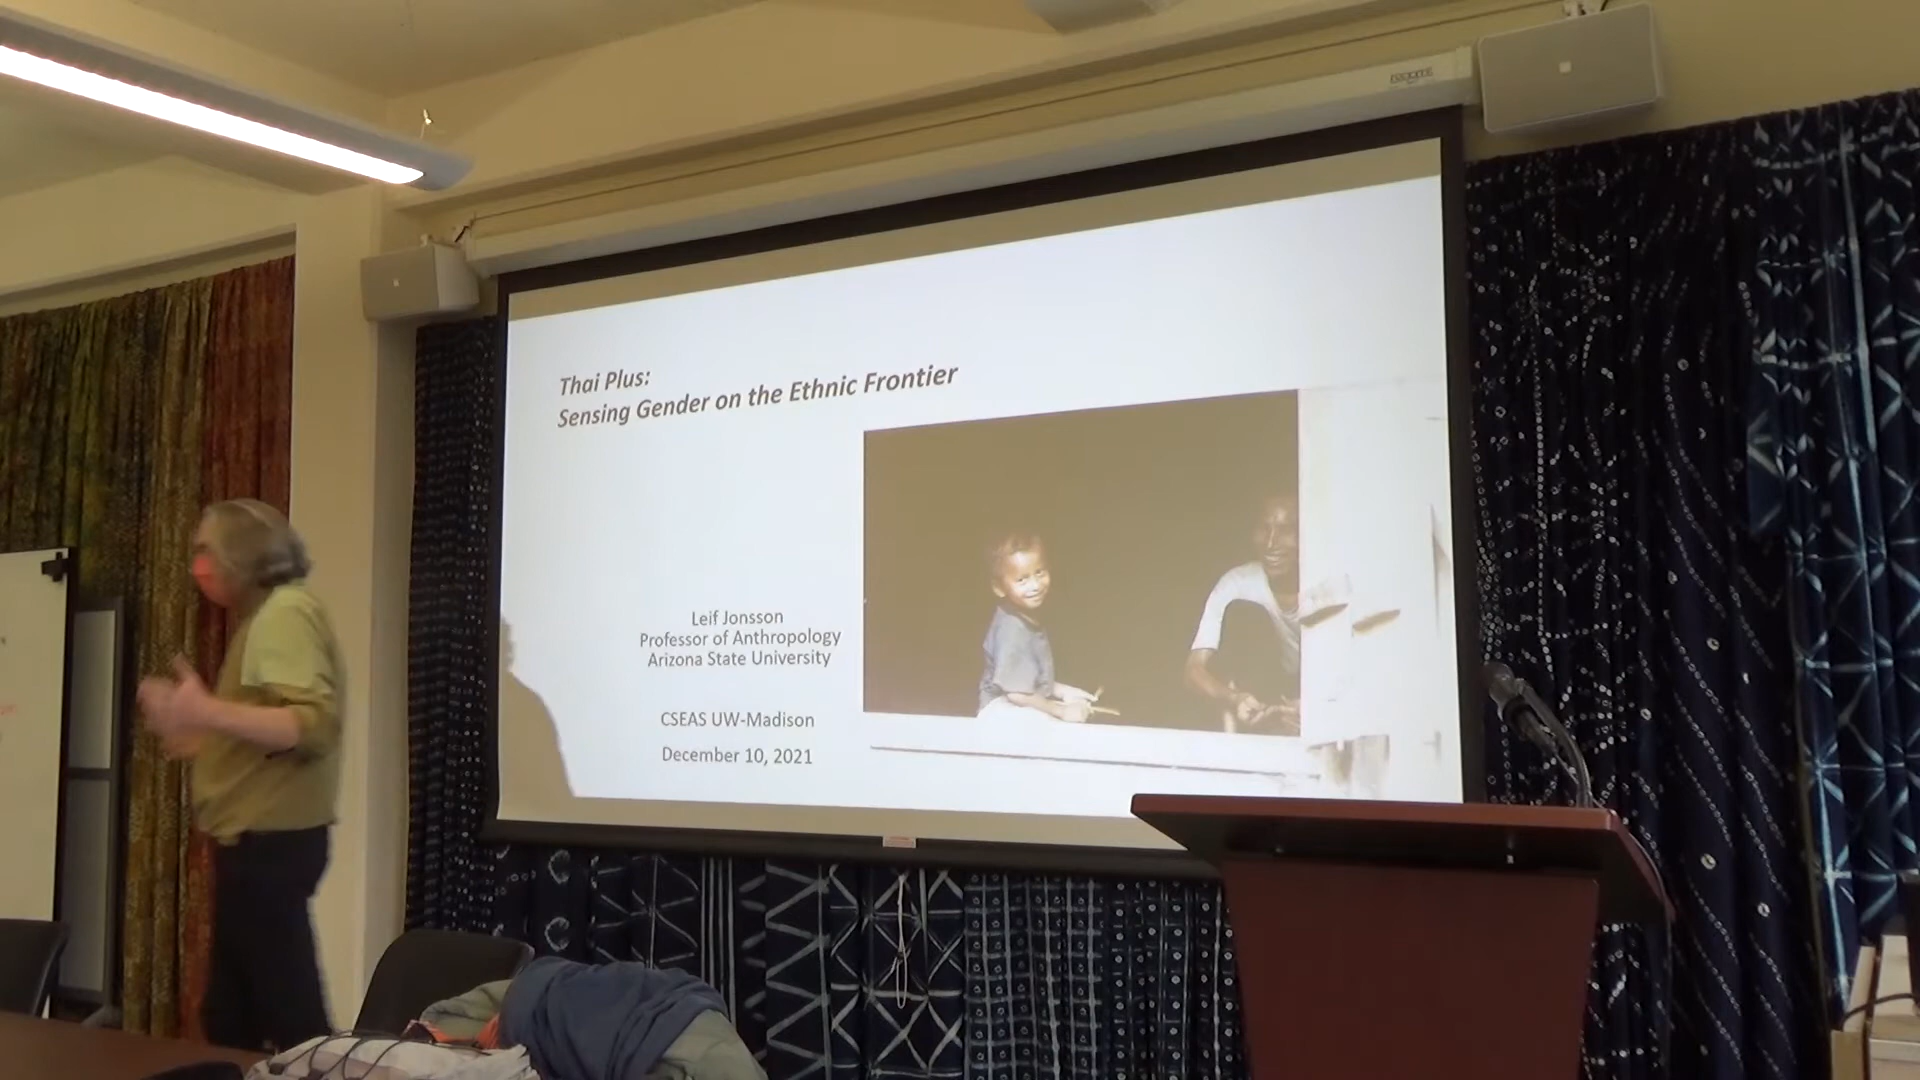 Thai Plus:
Sensing Gender on the Ethnic Frontier
Leif Jonsson
Professor of Anthropology
Arizona State University
CSEAS UW-Madison
December 10, 2021